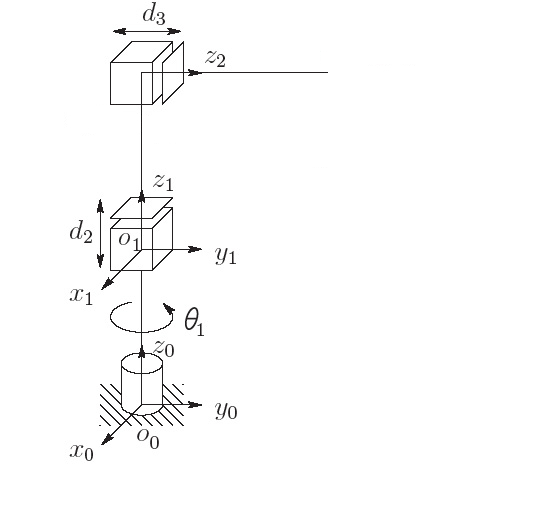 d₃
z₂
z₁
d₂
o₁
y₁
x₁
θ₁
z₀
y₀
o₀
x₀